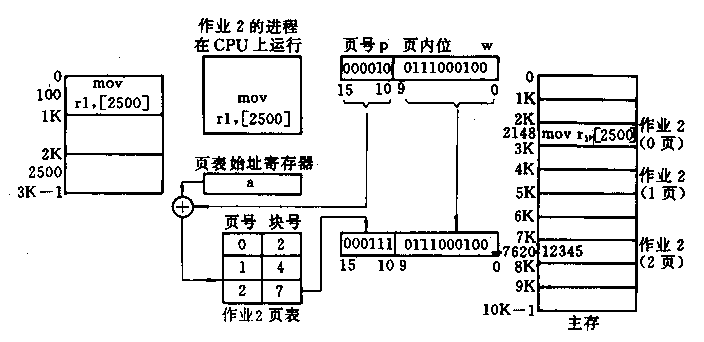 作业2的进程
在CPU上运行
页号p 页内位 w
000010 0111000100
15 10 9 0
0
100
1K
2K
2500
3K-1
mov
r1,[2500]
mov
r1,[2500]
页表始址寄存器
a
页号 块号
0 2
1 4
2 7
作业2页表
000111 0111000100
15 10 9 0
0
1K
2K
2148 mov r1,[2500]
3K
4K
5K
6K
7K
7620 12345
8K
9K
10K-1
作业2
(0页)
作业2
(1页)
作业2
(2页)
主存